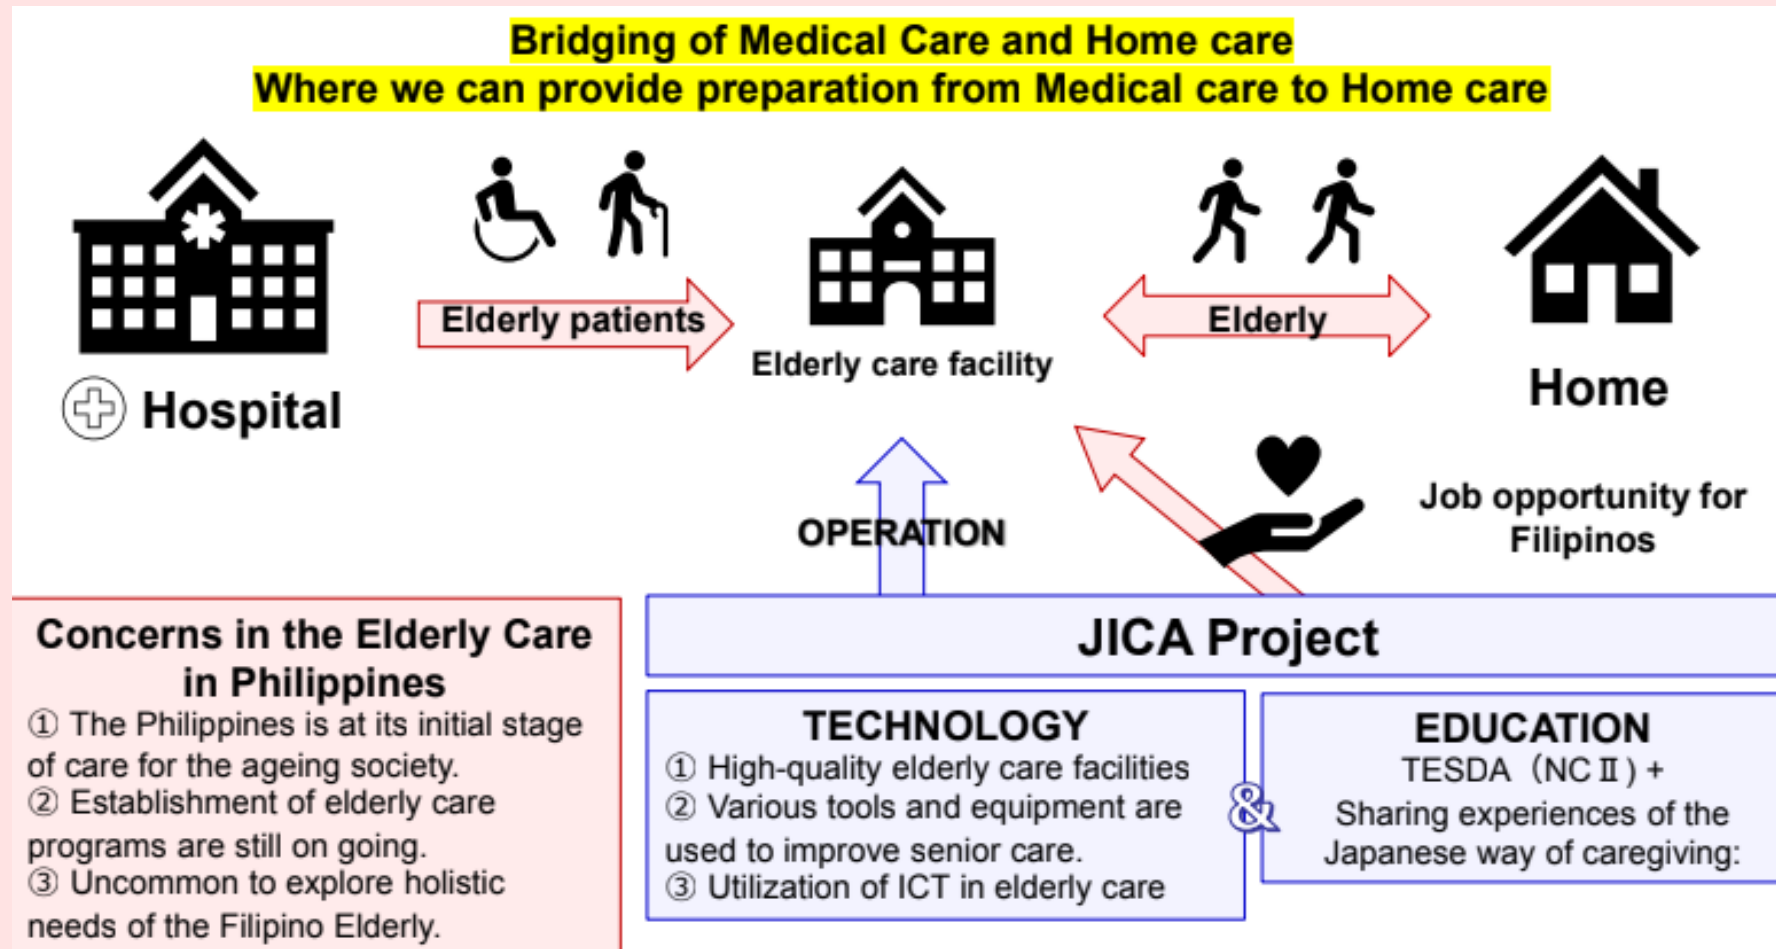 Bridging of Medical Care and Home care
Where we can provide preparation from Medical care to Home care
Elderly patients
Elderly
Elderly care facility
Hospital
Home
OPERATION
Job opportunity for
Filipinos
Concerns in the Elderly Care
in Philippines
① The Philippines is at its initial stage
of care for the ageing society.
② Establishment of elderly care
programs are still on going.
③ Uncommon to explore holistic
needs of the Filipino Elderly.
JICA Project
TECHNOLOGY
① High-quality elderly care facilities
② Various tools and equipment are
used to improve senior care.
③ Utilization of ICT in elderly care
&
EDUCATION
TESDA（NCⅡ) +
Sharing experiences of the
Japanese way of caregiving: